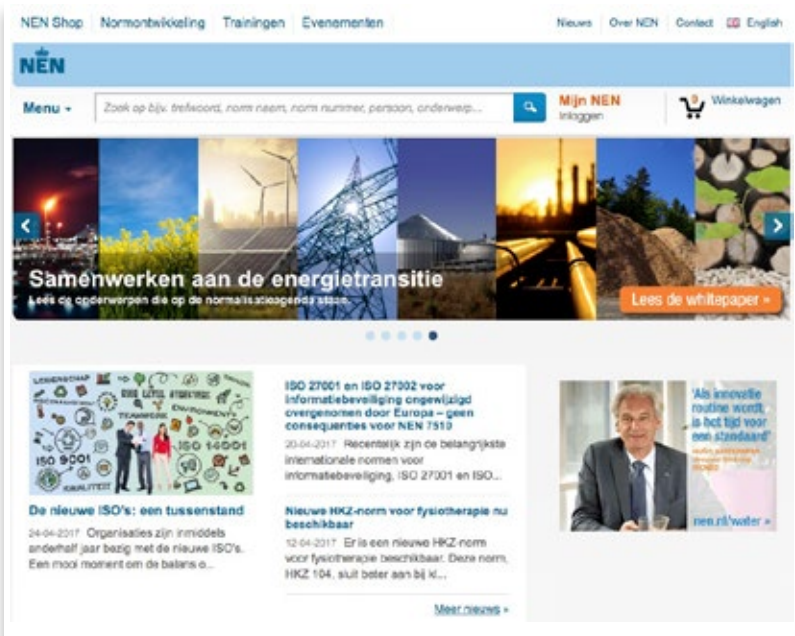 NEN Shop Normontwikkeling Trainingen Evenementen
Nieuws Over NEN Contact English
NEN
Menu
Zoek op bijv. trefwoord, norm naam, norm nummer, persoon, onderwerp...
Mijn NEN
Inloggen
0
Winkelwagen
Samenwerken aan de energietransitie
Lees de onderwerpen die op de normalisatieagenda staan.
Lees de whitepaper »
LEIDERSCHAP
TEAMWERK
ENVIRONMENT
ISO 14001
ISO 9001
KWALITEIT
De nieuwe ISO's: een tussenstand
24-04-2017 Organisaties zijn inmiddels
anderhalf jaar bezig met de nieuwe ISO's.
Een mooi moment om de balans o...
ISO 27001 en ISO 27002 voor
informatiebeveiliging ongewijzigd
overgenomen door Europa – geen
consequenties voor NEN 7510
20-04-2017 Recentelijk zijn de belangrijkste
internationale normen voor
informatiebeveiliging, ISO 27001 en ISO...
Nieuwe HKZ-norm voor fysiotherapie nu
beschikbaar
12-04-2017 Er is een nieuwe HKZ-norm
voor fysiotherapie beschikbaar. Deze norm,
HKZ 104, sluit beter aan bij kl...
Meer nieuws »
'Als innovatie
routine wordt,
is het tijd voor
een standaard'
nen.nl/water »